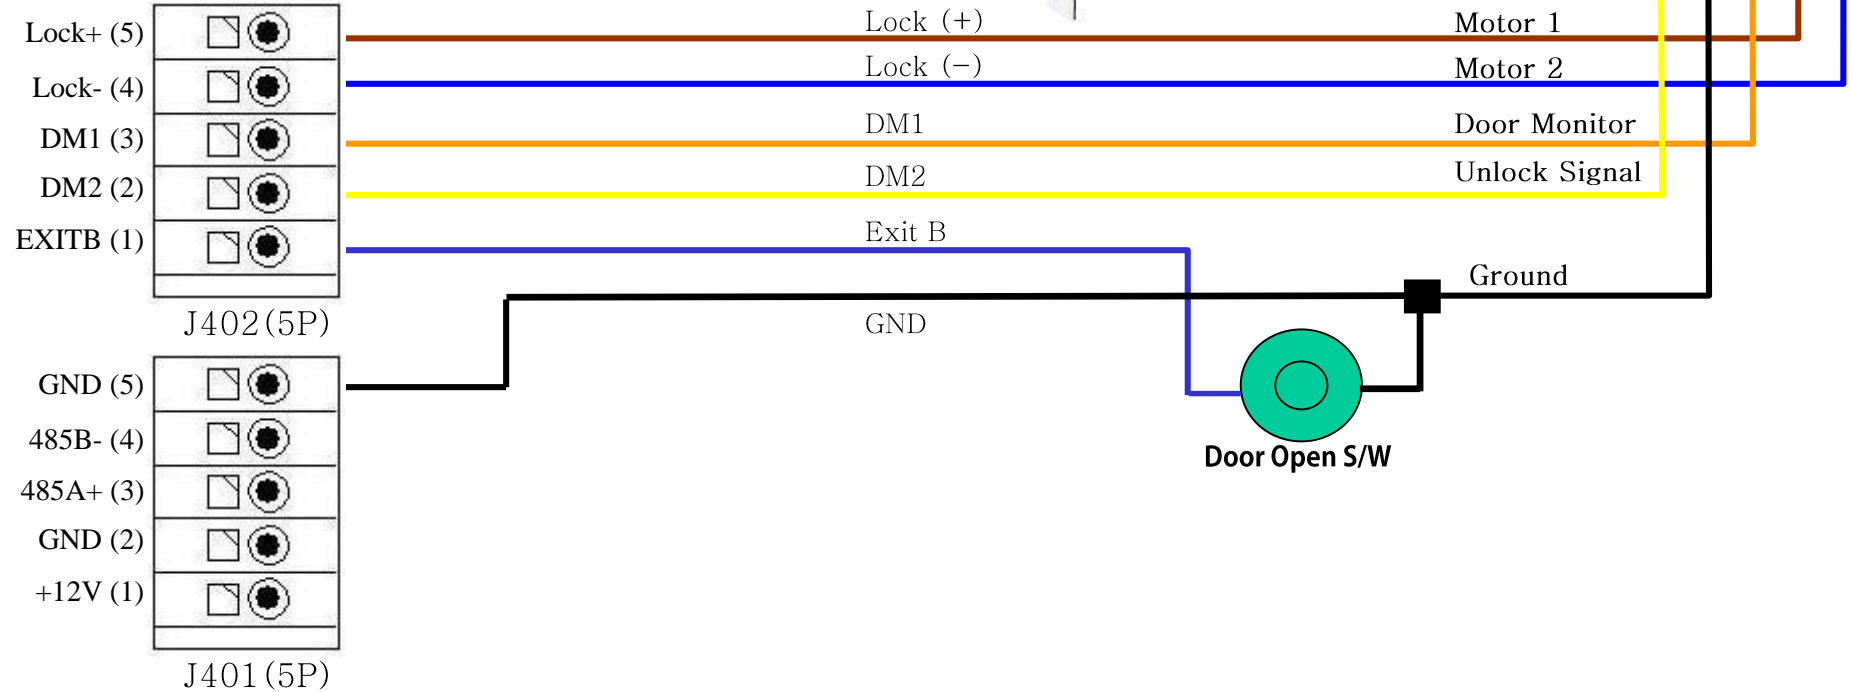 Lock+ (5)
Lock (+)
Motor 1
Lock- (4)
Lock (−)
Motor 2
DM1 (3)
DM1
Door Monitor
DM2 (2)
DM2
Unlock Signal
EXITB (1)
Exit B
Ground
J402(5P)
GND
GND (5)
485B- (4)
Door Open S/W
485A+ (3)
GND (2)
+12V (1)
J401(5P)